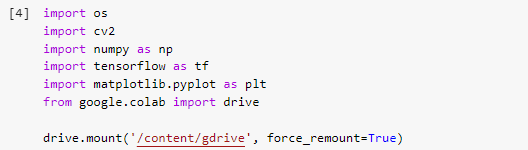 [4] import os
import cv2
import numpy as np
import tensorflow as tf
import matplotlib.pyplot as plt
from google.colab import drive
drive.mount('/content/gdrive', force_remount=True)